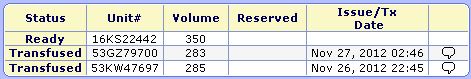 Status Unit# Volume Reserved Issue/Tx Date
Ready 16KS22442 350
Transfused 53GZ79700 283 Nov 27, 2012 02:46
Transfused 53KW47697 285 Nov 26, 2012 22:45